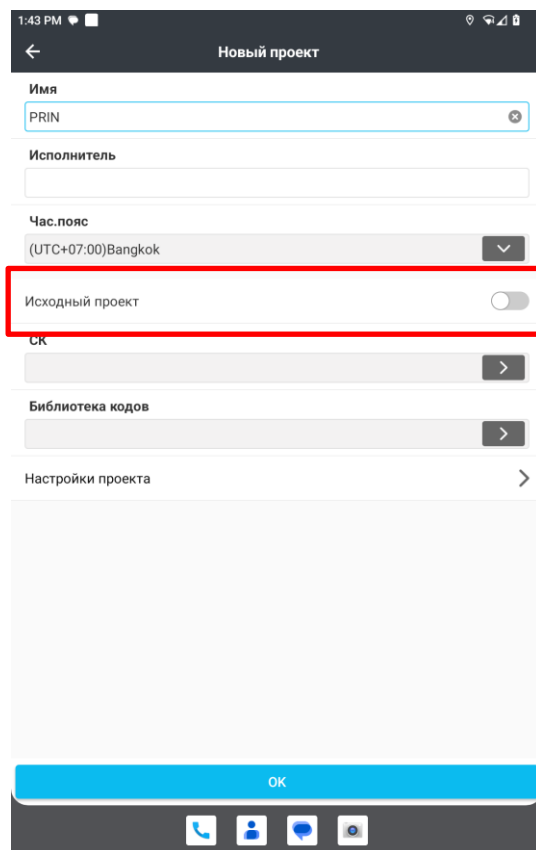 1:43 PM
Новый проект
Имя
PRIN
Исполнитель
Час.пояс
(UTC+07:00)Bangkok
Исходный проект
СК
Библиотека кодов
Настройки проекта
OK